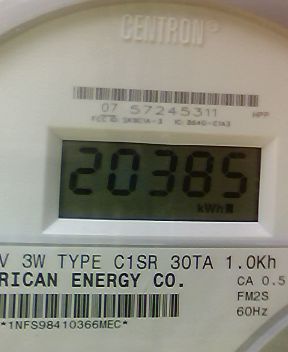 CENTRON®
07 57245311 HPP
20385
kWh
V 3W TYPE C1SR 30TA 1.0Kh
RICAN ENERGY CO. CA 0.5
FM2S
60Hz
*1NFS98410366MEC*